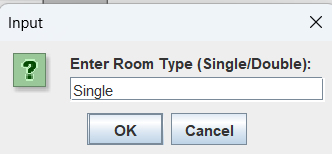 Input
Enter Room Type (Single/Double):
Single
OK
Cancel